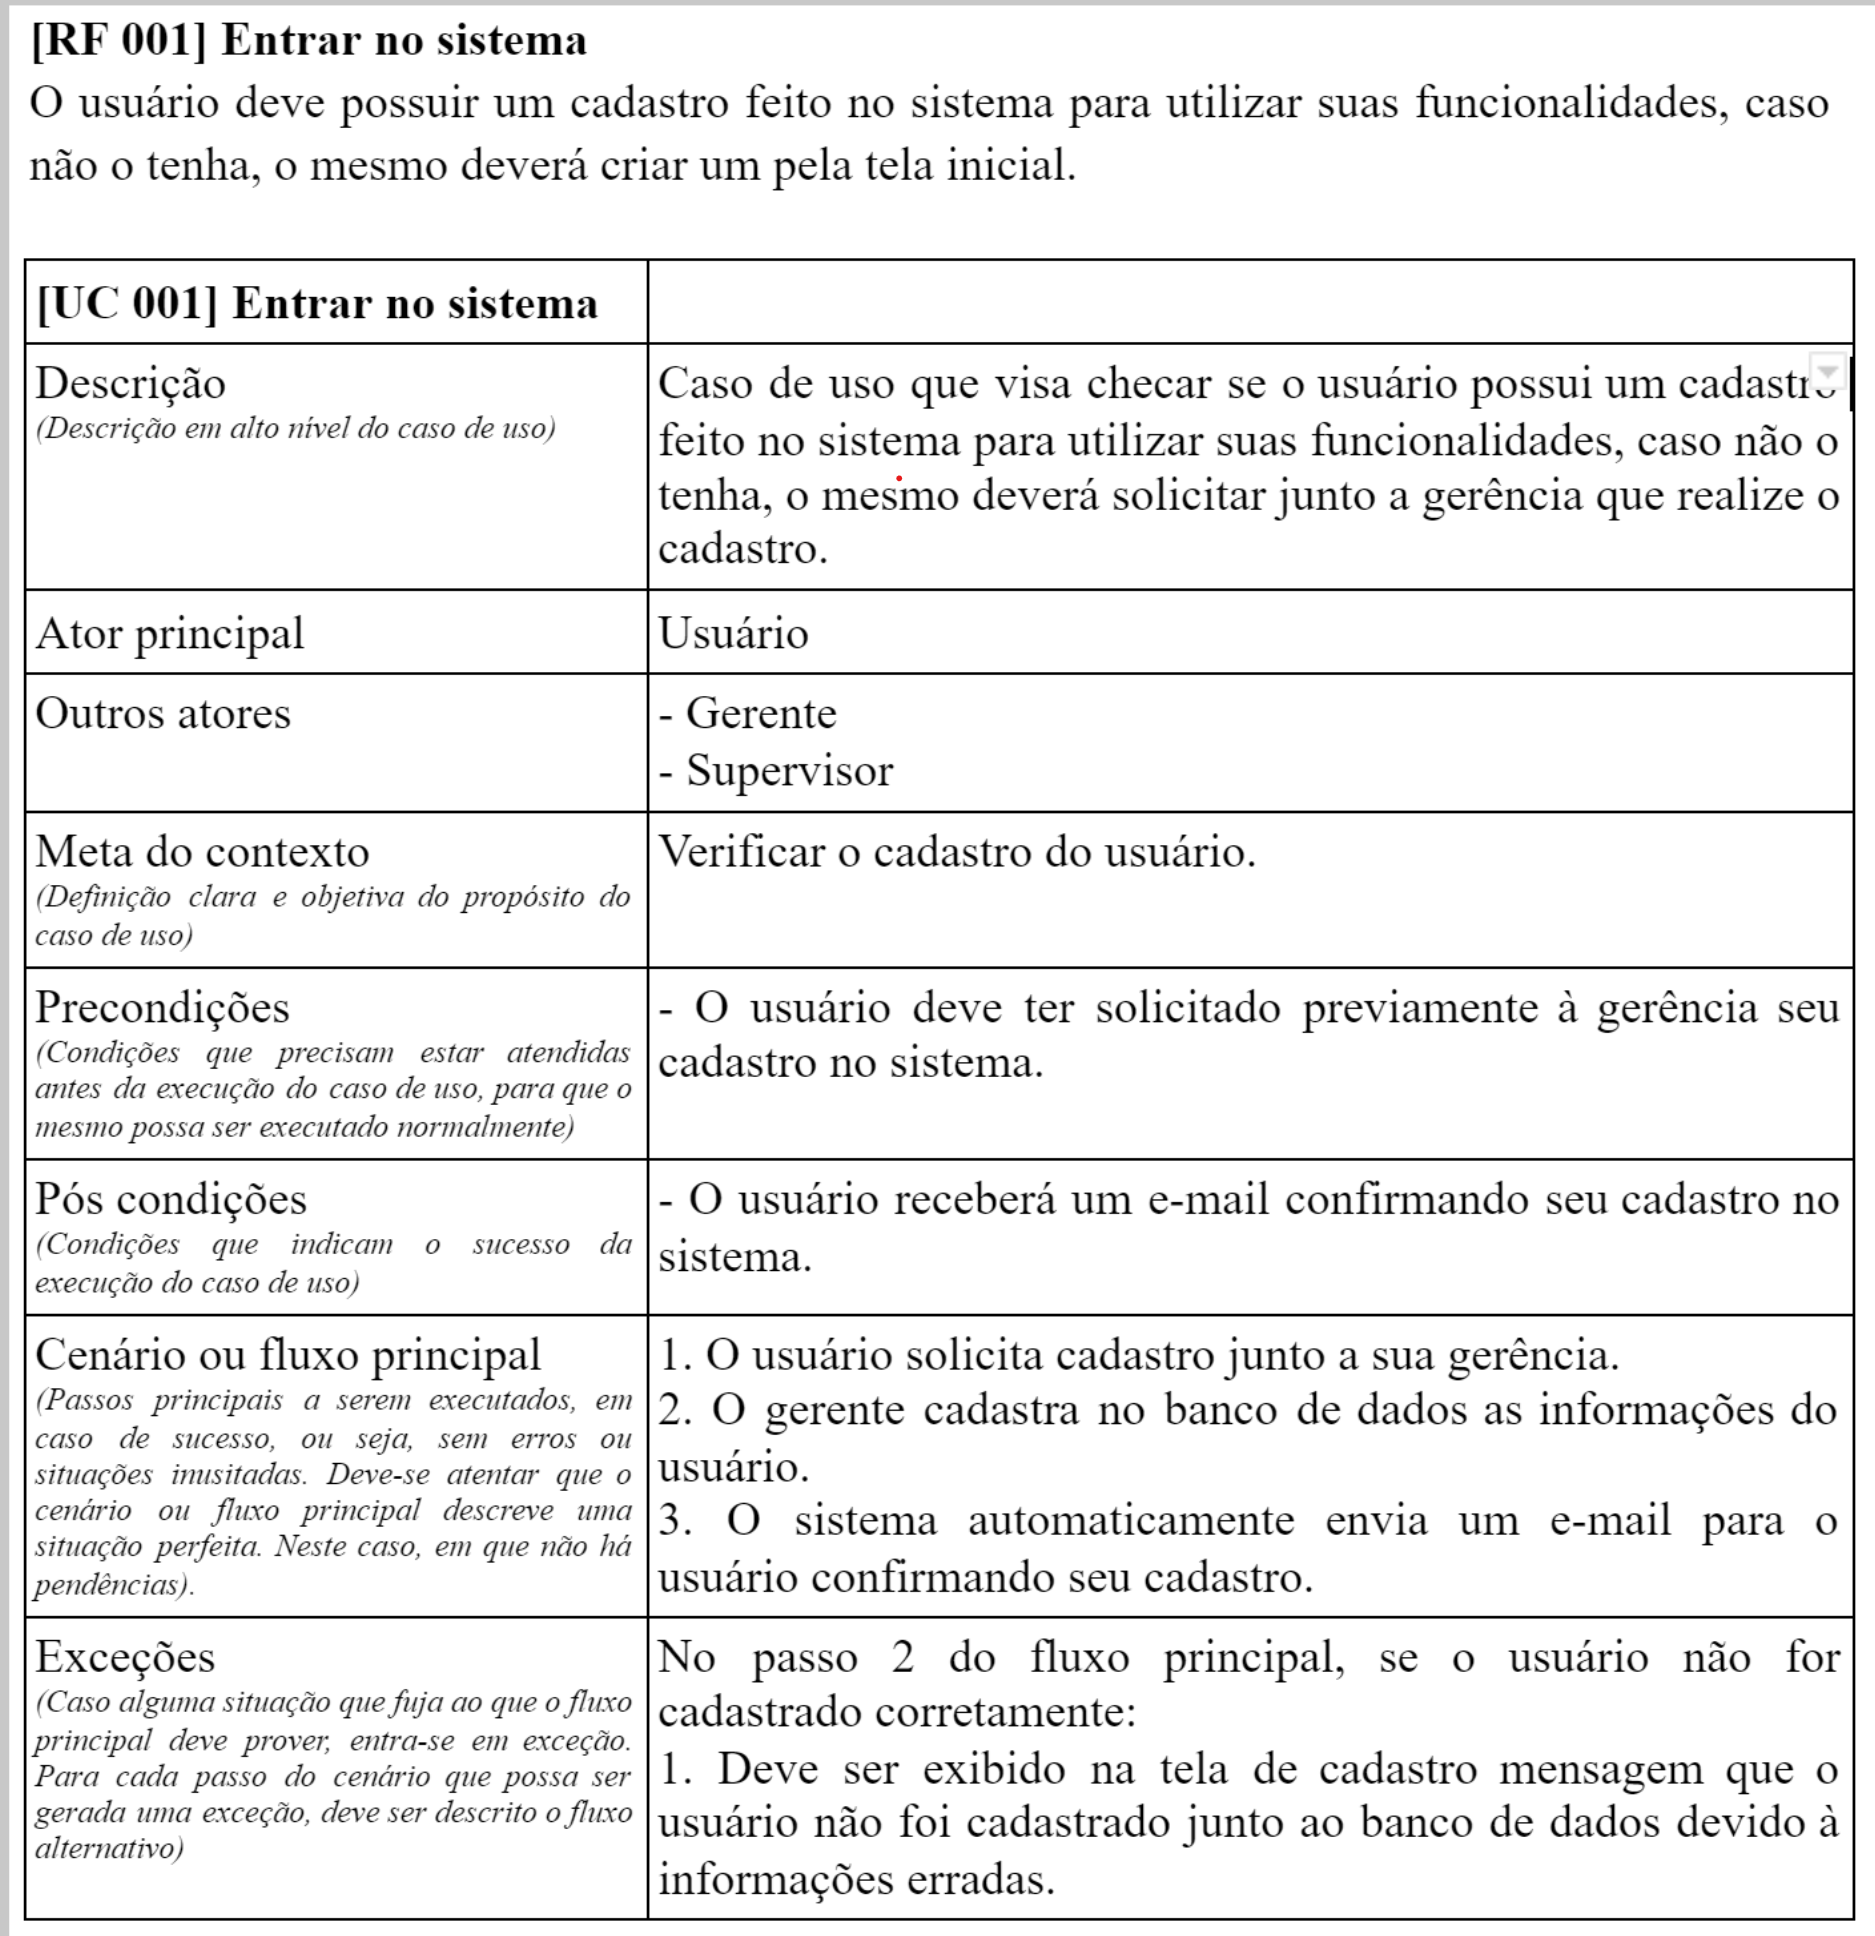 [RF 001] Entrar no sistema
O usuário deve possuir um cadastro feito no sistema para utilizar suas funcionalidades, caso
não o tenha, o mesmo deverá criar um pela tela inicial.
[UC 001] Entrar no sistema
Descrição
(Descrição em alto nível do caso de uso)
Caso de uso que visa checar se o usuário possui um cadastro
feito no sistema para utilizar suas funcionalidades, caso não o
tenha, o mesmo deverá solicitar junto a gerência que realize o
cadastro.
Ator principal
Usuário
Outros atores
- Gerente
- Supervisor
Meta do contexto
(Definição clara e objetiva do propósito do
caso de uso)
Verificar o cadastro do usuário.
Precondições
(Condições que precisam estar atendidas
antes da execução do caso de uso, para que o
mesmo possa ser executado normalmente)
- O usuário deve ter solicitado previamente à gerência seu
cadastro no sistema.
Pós condições
(Condições que indicam o sucesso da
execução do caso de uso)
- O usuário receberá um e-mail confirmando seu cadastro no
sistema.
Cenário ou fluxo principal
(Passos principais a serem executados, em
caso de sucesso, ou seja, sem erros ou
situações inusitadas. Deve-se atentar que o
cenário ou fluxo principal descreve uma
situação perfeita. Neste caso, em que não há
pendências).
1. O usuário solicita cadastro junto a sua gerência.
2. O gerente cadastra no banco de dados as informações do
usuário.
3. O sistema automaticamente envia um e-mail para o
usuário confirmando seu cadastro.
Exceções
(Caso alguma situação que fuja ao que o fluxo
principal deve prover, entra-se em exceção.
Para cada passo do cenário que possa ser
gerada uma exceção, deve ser descrito o fluxo
alternativo)
No passo 2 do fluxo principal, se o usuário não for
cadastrado corretamente:
1. Deve ser exibido na tela de cadastro mensagem que o
usuário não foi cadastrado junto ao banco de dados devido à
informações erradas.